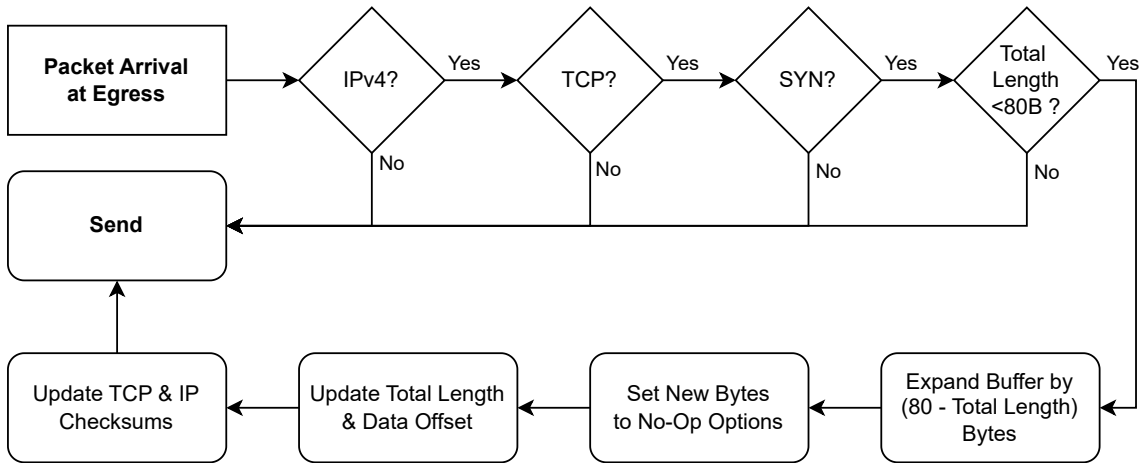 Packet Arrival
at Egress
IPv4?
Yes
No
TCP?
Yes
No
SYN?
Yes
No
Total
Length
<80B ?
Yes
No
Expand Buffer by
(80 - Total Length)
Bytes
Set New Bytes
to No-Op Options
Update Total Length
& Data Offset
Update TCP & IP
Checksums
Send